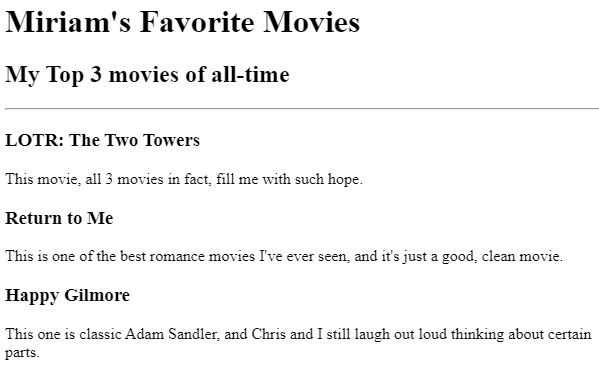 Miriam's Favorite Movies
My Top 3 movies of all-time
LOTR: The Two Towers
This movie, all 3 movies in fact, fill me with such hope.
Return to Me
This is one of the best romance movies I've ever seen, and it's just a good, clean movie.
Happy Gilmore
This one is classic Adam Sandler, and Chris and I still laugh out loud thinking about certain
parts.